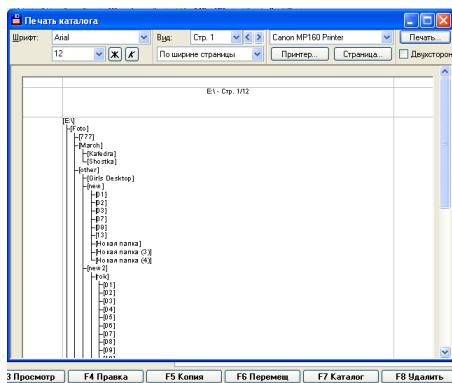 Печать каталога
Шрифт: Arial Вид: Стр. 1 Canon MP160 Printer Печать...
12 Ж К По ширине страницы Принтер... Страница... Двухсторон
E:\ - Стр. 1/12
[E:\]
[Foto]
[777]
[March]
[Kafedra]
[Shostka]
[other]
[Girls Desktop]
[new]
[01]
[02]
[03]
[07]
[09]
[13]
[Новая папка]
[Новая папка (3)]
[Новая папка (4)]
[new2]
[rok]
[01]
[02]
[03]
[04]
[05]
[06]
[07]
[08]
[09]
3 Просмотр F4 Правка F5 Копия F6 Перемещ F7 Каталог F8 Удалить